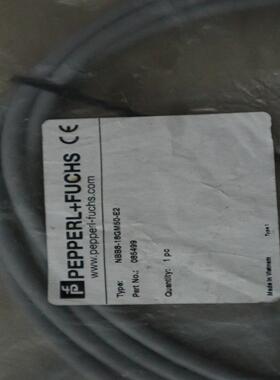 PEPPERL+FUCHS CE
www.pepperl-fuchs.com
Type: NBB8-18GM50-E2
Part No.: 085499
Quantity: 1 pc
Made in Vietnam